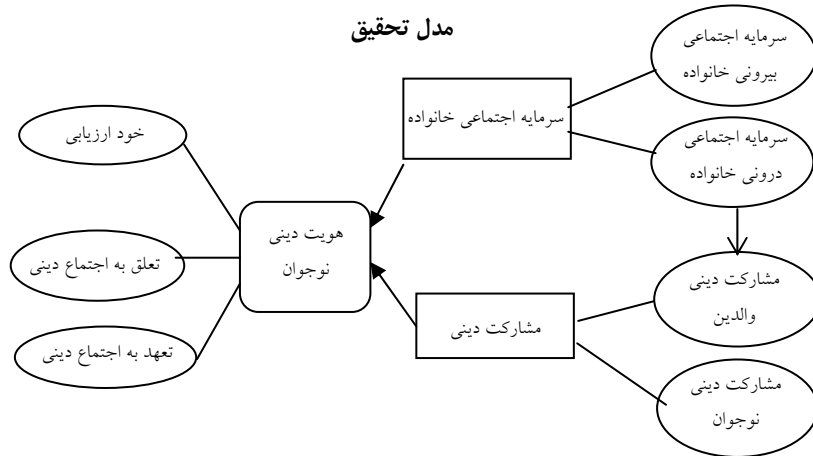 مدل تحقیق
سرمایه اجتماعی
بیرونی خانواده
سرمایه اجتماعی خانواده
سرمایه اجتماعی
درونی خانواده
خود ارزیابی
هویت دینی
نوجوان
تعلق به اجتماع دینی
تعهد به اجتماع دینی
مشارکت دینی
والدین
مشارکت دینی
مشارکت دینی
نوجوان